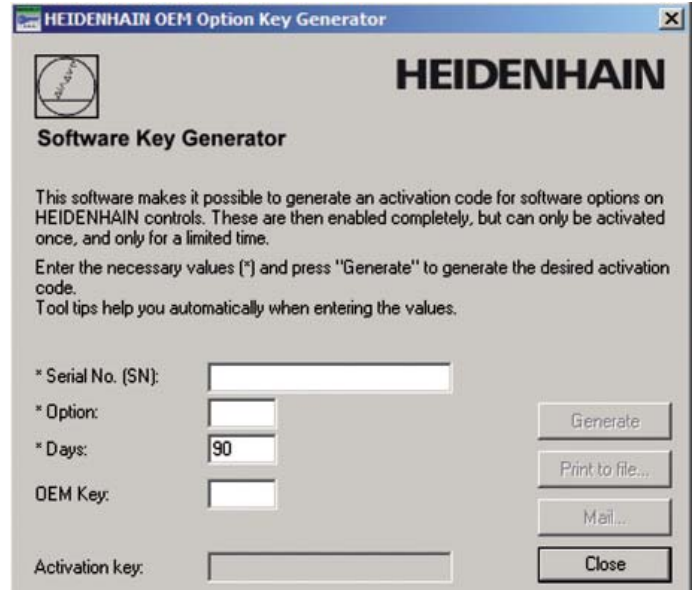 HEIDENHAIN OEM Option Key Generator
HEIDENHAIN
Software Key Generator
This software makes it possible to generate an activation code for software options on
HEIDENHAIN controls. These are then enabled completely, but can only be activated
once, and only for a limited time.
Enter the necessary values (*) and press "Generate" to generate the desired activation
code.
Tool tips help you automatically when entering the values.
* Serial No. (SN):
* Option:
Generate
* Days: 90
Print to file...
OEM Key:
Mail...
Activation key:
Close